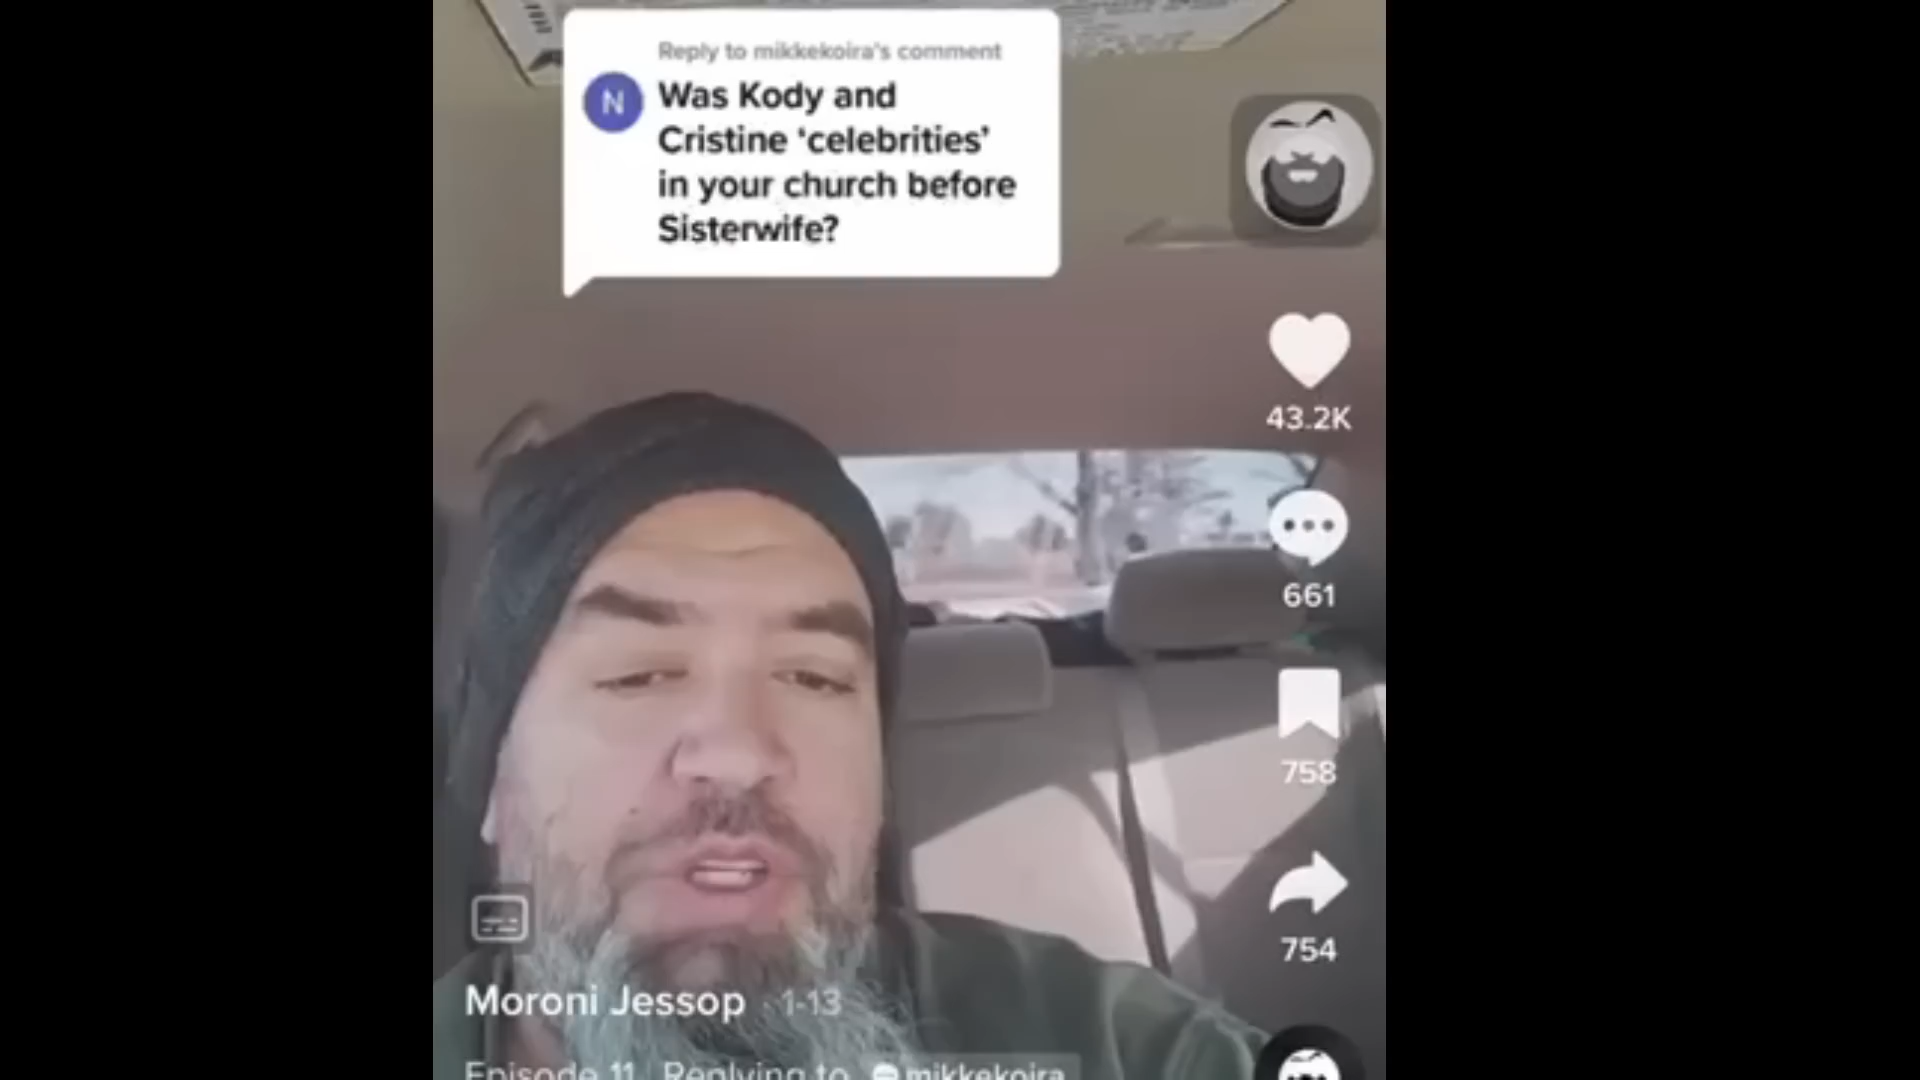 Reply to mikkekoira's comment
N
Was Kody and
Cristine ‘celebrities’
in your church before
Sisterwife?
43.2K
661
758
754
Moroni Jessop · 1-13
Episode 11 Replying to mikkekoira